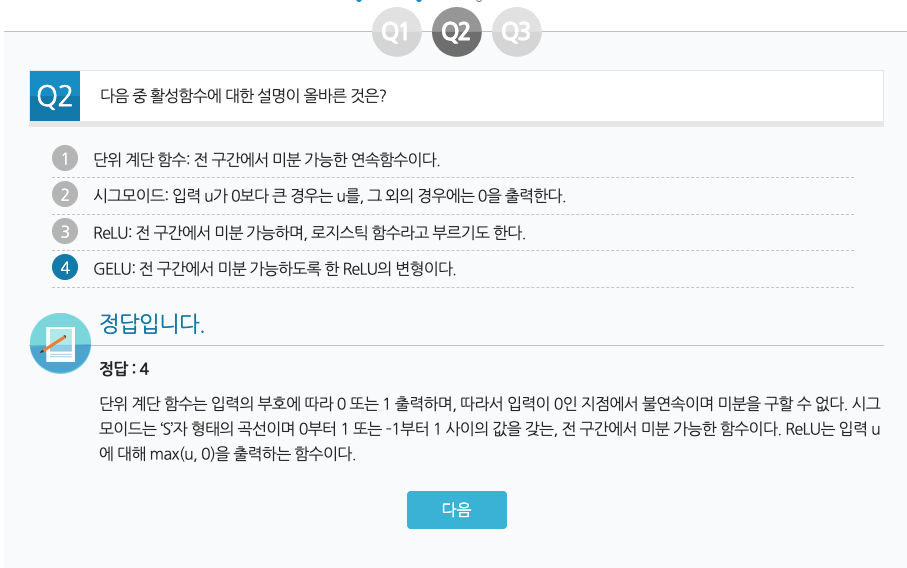 Q1 Q2 Q3
Q2 다음 중 활성함수에 대한 설명이 올바른 것은?
1 단위 계단 함수: 전 구간에서 미분 가능한 연속함수이다.
2 시그모이드: 입력 u가 0보다 큰 경우는 u를, 그 외의 경우에는 0을 출력한다.
3 ReLU: 전 구간에서 미분 가능하며, 로지스틱 함수라고 부르기도 한다.
4 GELU: 전 구간에서 미분 가능하도록 한 ReLU의 변형이다.
정답입니다.
정답 : 4
단위 계단 함수는 입력의 부호에 따라 0 또는 1 출력하며, 따라서 입력이 0인 지점에서 불연속이며 미분을 구할 수 없다. 시그
모이드는 ‘S’자 형태의 곡선이며 0부터 1 또는 -1부터 1 사이의 값을 갖는, 전 구간에서 미분 가능한 함수이다. ReLU는 입력 u
에 대해 max(u, 0)을 출력하는 함수이다.
다음